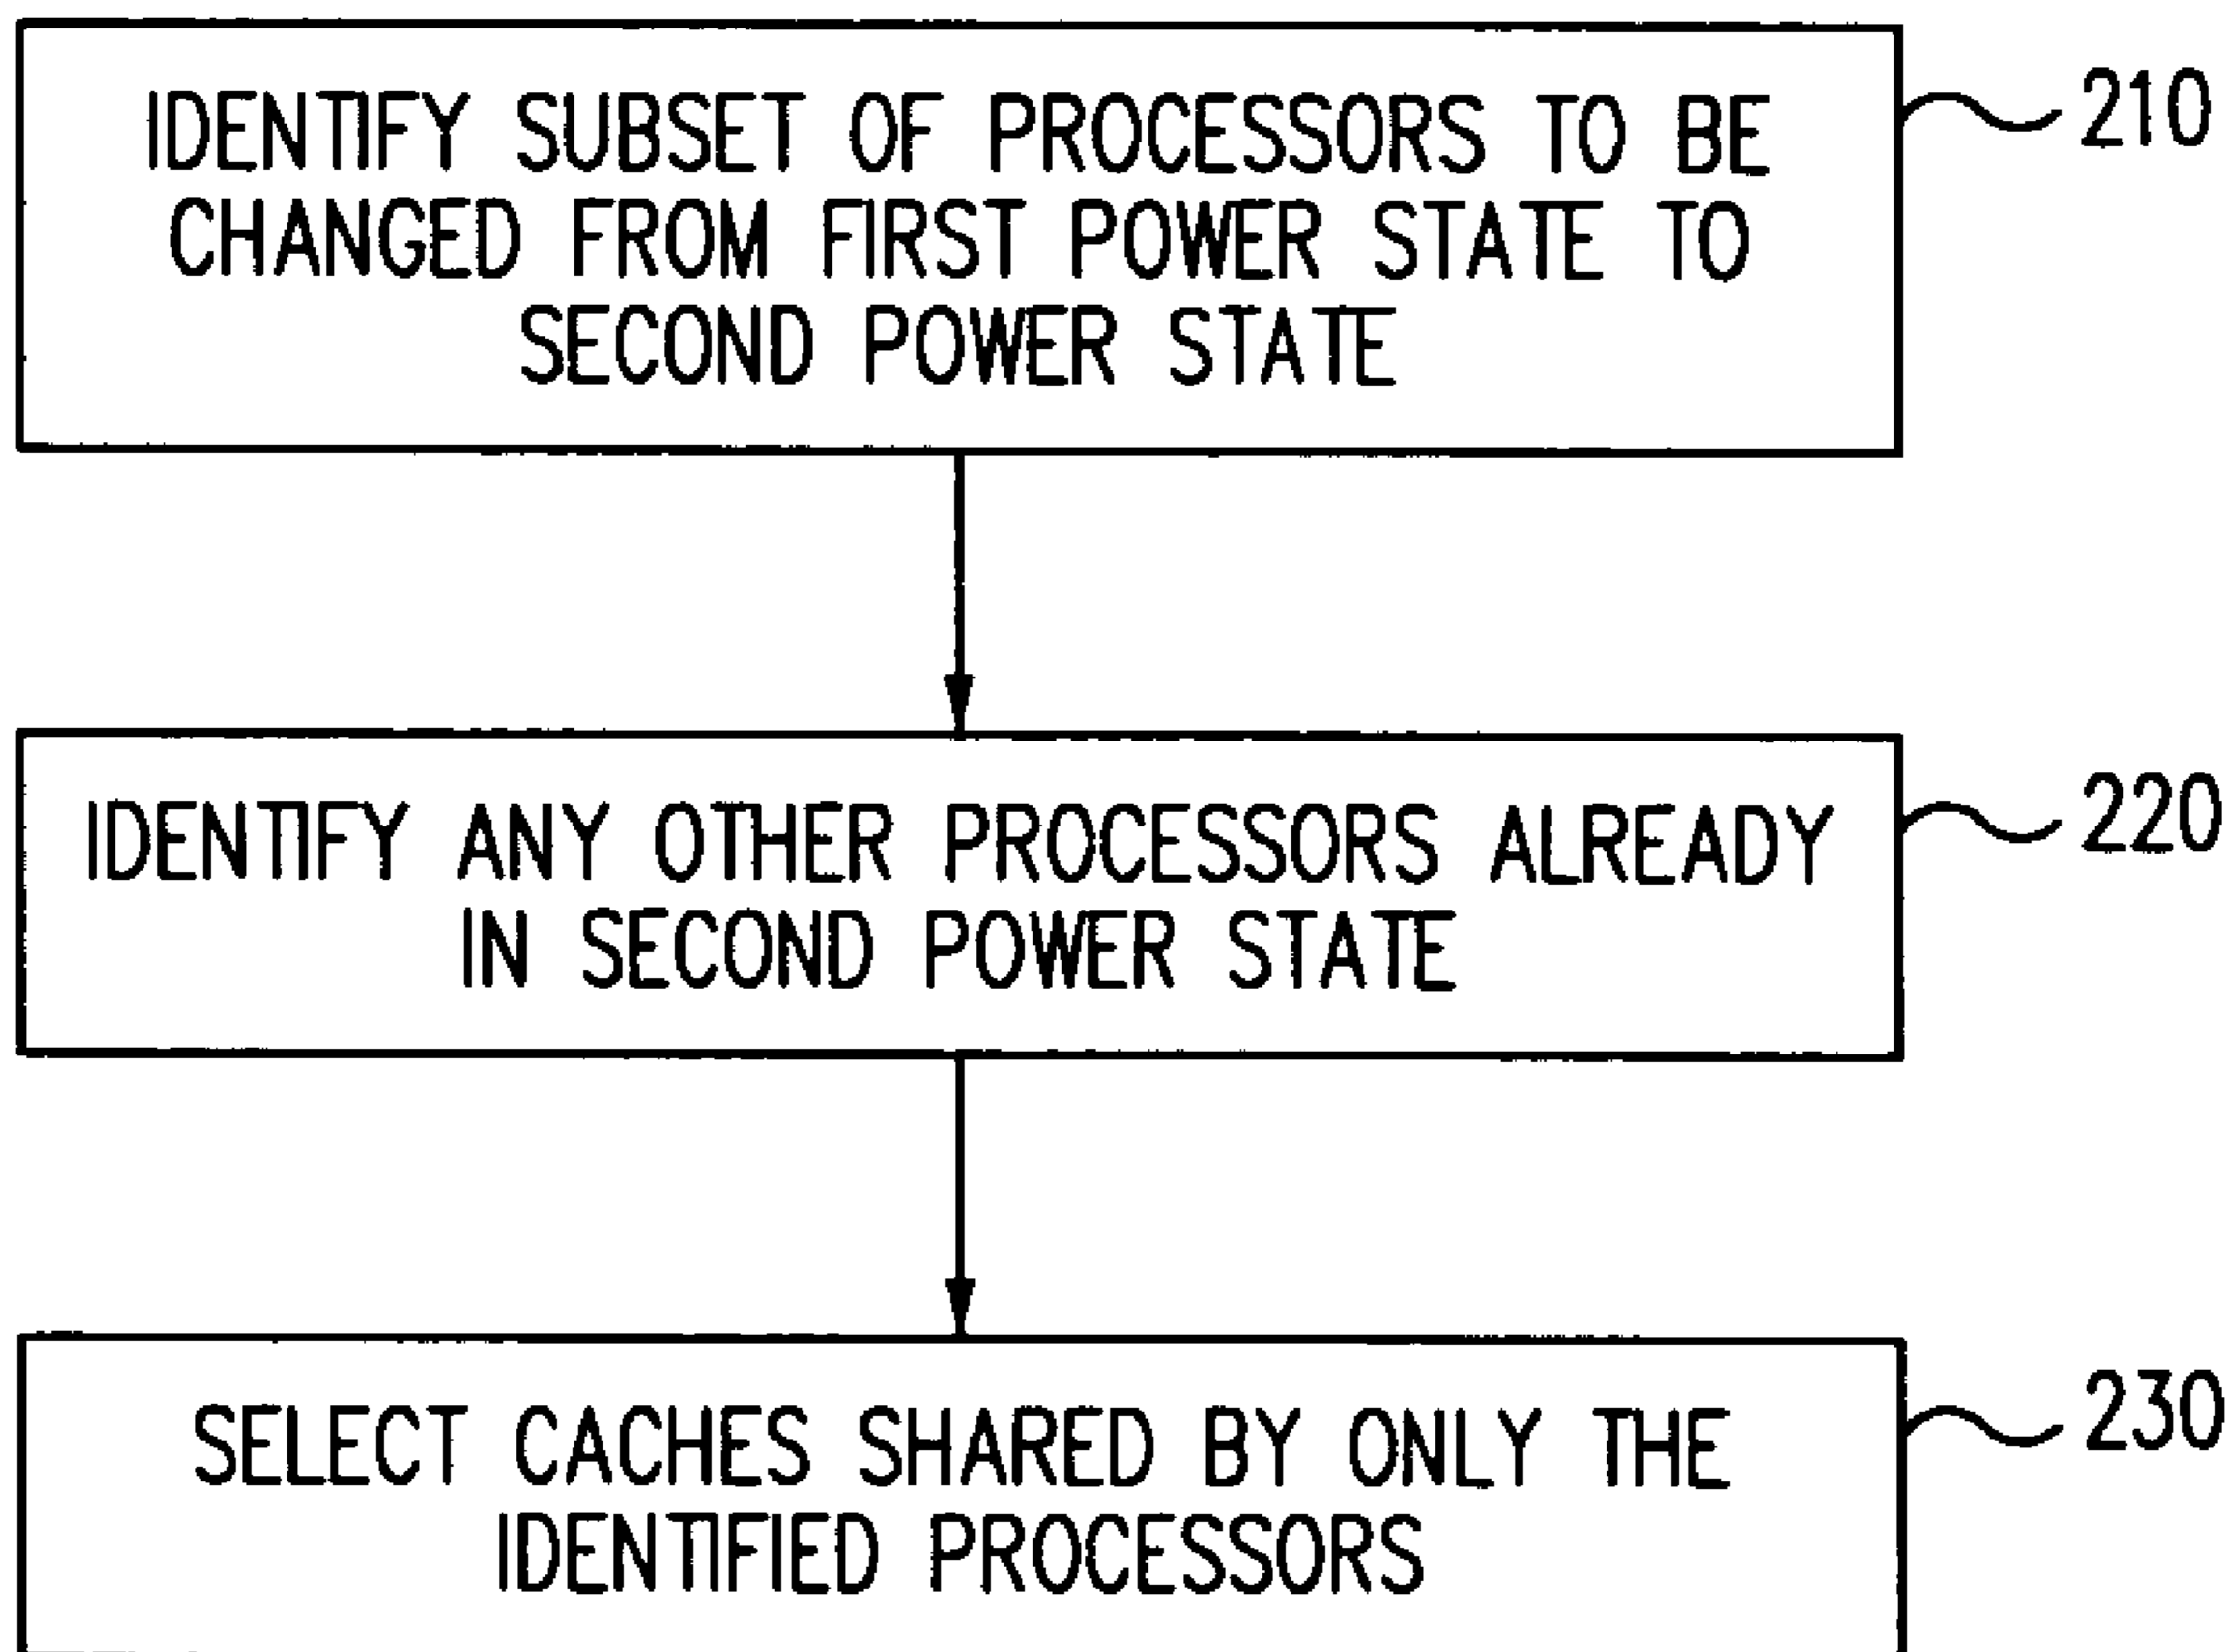 IDENTIFY SUBSET OF PROCESSORS TO BE
CHANGED FROM FIRST POWER STATE TO
SECOND POWER STATE
210
IDENTIFY ANY OTHER PROCESSORS ALREADY
IN SECOND POWER STATE
220
SELECT CACHES SHARED BY ONLY THE
IDENTIFIED PROCESSORS
230